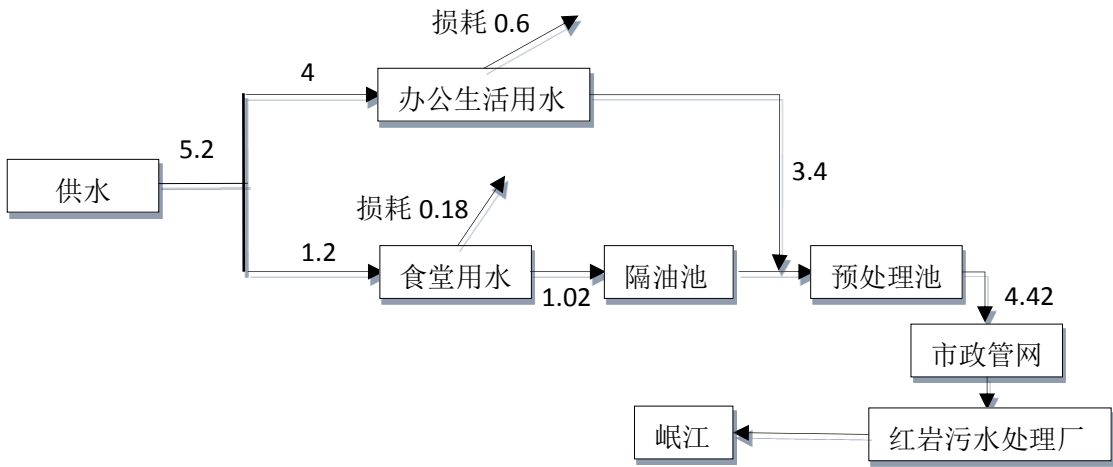 损耗 0.6
4
办公生活用水
5.2
供水
3.4
损耗 0.18
1.2
食堂用水
1.02
隔油池
预处理池
4.42
市政管网
岷江
红岩污水处理厂